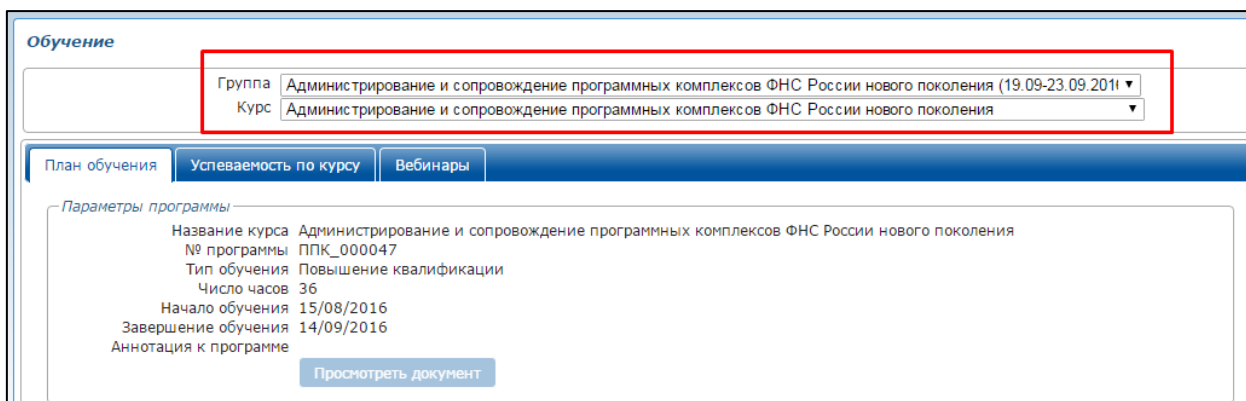 Обучение
Группа Администрирование и сопровождение программных комплексов ФНС России нового поколения (19.09-23.09.201
Курс Администрирование и сопровождение программных комплексов ФНС России нового поколения
План обучения Успеваемость по курсу Вебинары
Параметры программы
Название курса Администрирование и сопровождение программных комплексов ФНС России нового поколения
№ программы ППК_000047
Тип обучения Повышение квалификации
Число часов 36
Начало обучения 15/08/2016
Завершение обучения 14/09/2016
Аннотация к программе
Просмотреть документ